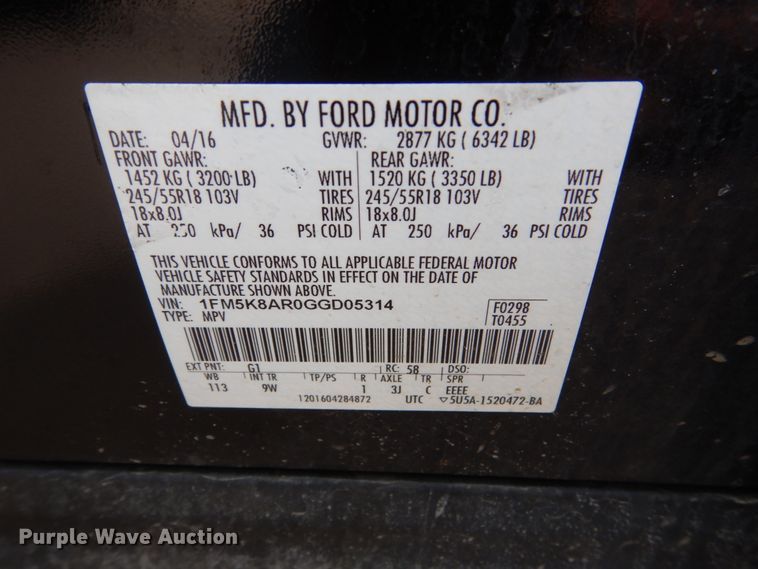 MFD. BY FORD MOTOR CO.
DATE: 04/16 GVWR: 2877 KG ( 6342 LB)
FRONT GAWR: REAR GAWR:
1452 KG ( 3200 LB) WITH 1520 KG ( 3350 LB) WITH
245/55R18 103V TIRES 245/55R18 103V TIRES
18x8.0J RIMS 18x8.0J RIMS
AT 250 kPa/ 36 PSI COLD AT 250 kPa/ 36 PSI COLD
THIS VEHICLE CONFORMS TO ALL APPLICABLE FEDERAL MOTOR
VEHICLE SAFETY STANDARDS IN EFFECT ON THE DATE OF
MANUFACTURE SHOWN ABOVE.
VIN: 1FM5K8AR0GGD05314 F0298
TYPE: MPV T0455
EXT PNT: G1 RC: 58 DSO:
WB INT TR TP/PS R AXLE TR SPR
113 9W 1 3J C EEEE
1201604284872 UTC ▽5U5A-1520472-BA
Purple Wave Auction